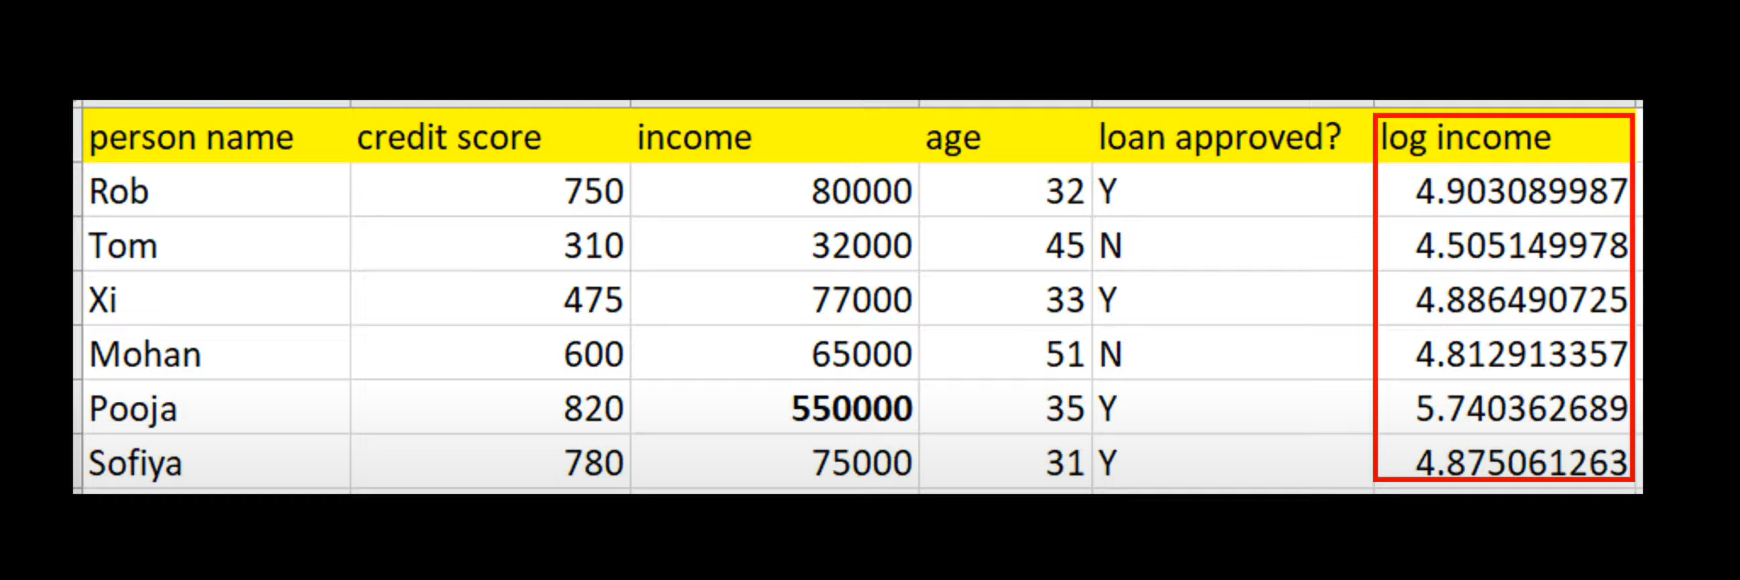 person name credit score income age loan approved? log income
Rob 750 80000 32 Y 4.903089987
Tom 310 32000 45 N 4.505149978
Xi 475 77000 33 Y 4.886490725
Mohan 600 65000 51 N 4.812913357
Pooja 820 550000 35 Y 5.740362689
Sofiya 780 75000 31 Y 4.875061263